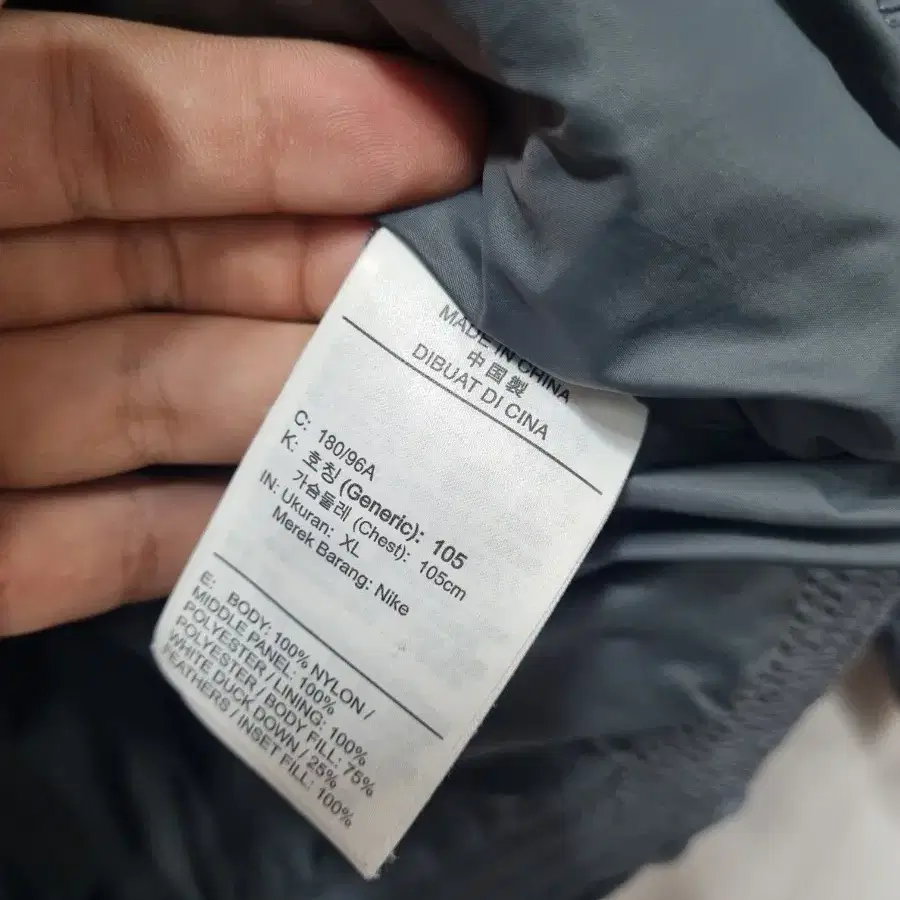 MADE IN CHINA
中国製
DIBUAT DI CINA
C: 180/96A
K: 호칭 (Generic): 105
가슴둘레 (Chest): 105cm
IN: Ukuran: XL
Merek Barang: Nike
E: BODY: 100% NYLON /
MIDDLE PANEL: 100%
POLYESTER / LINING: 100%
POLYESTER / BODY FILL: 75%
WHITE DUCK DOWN / 25%
FEATHERS / INSET FILL: 100%